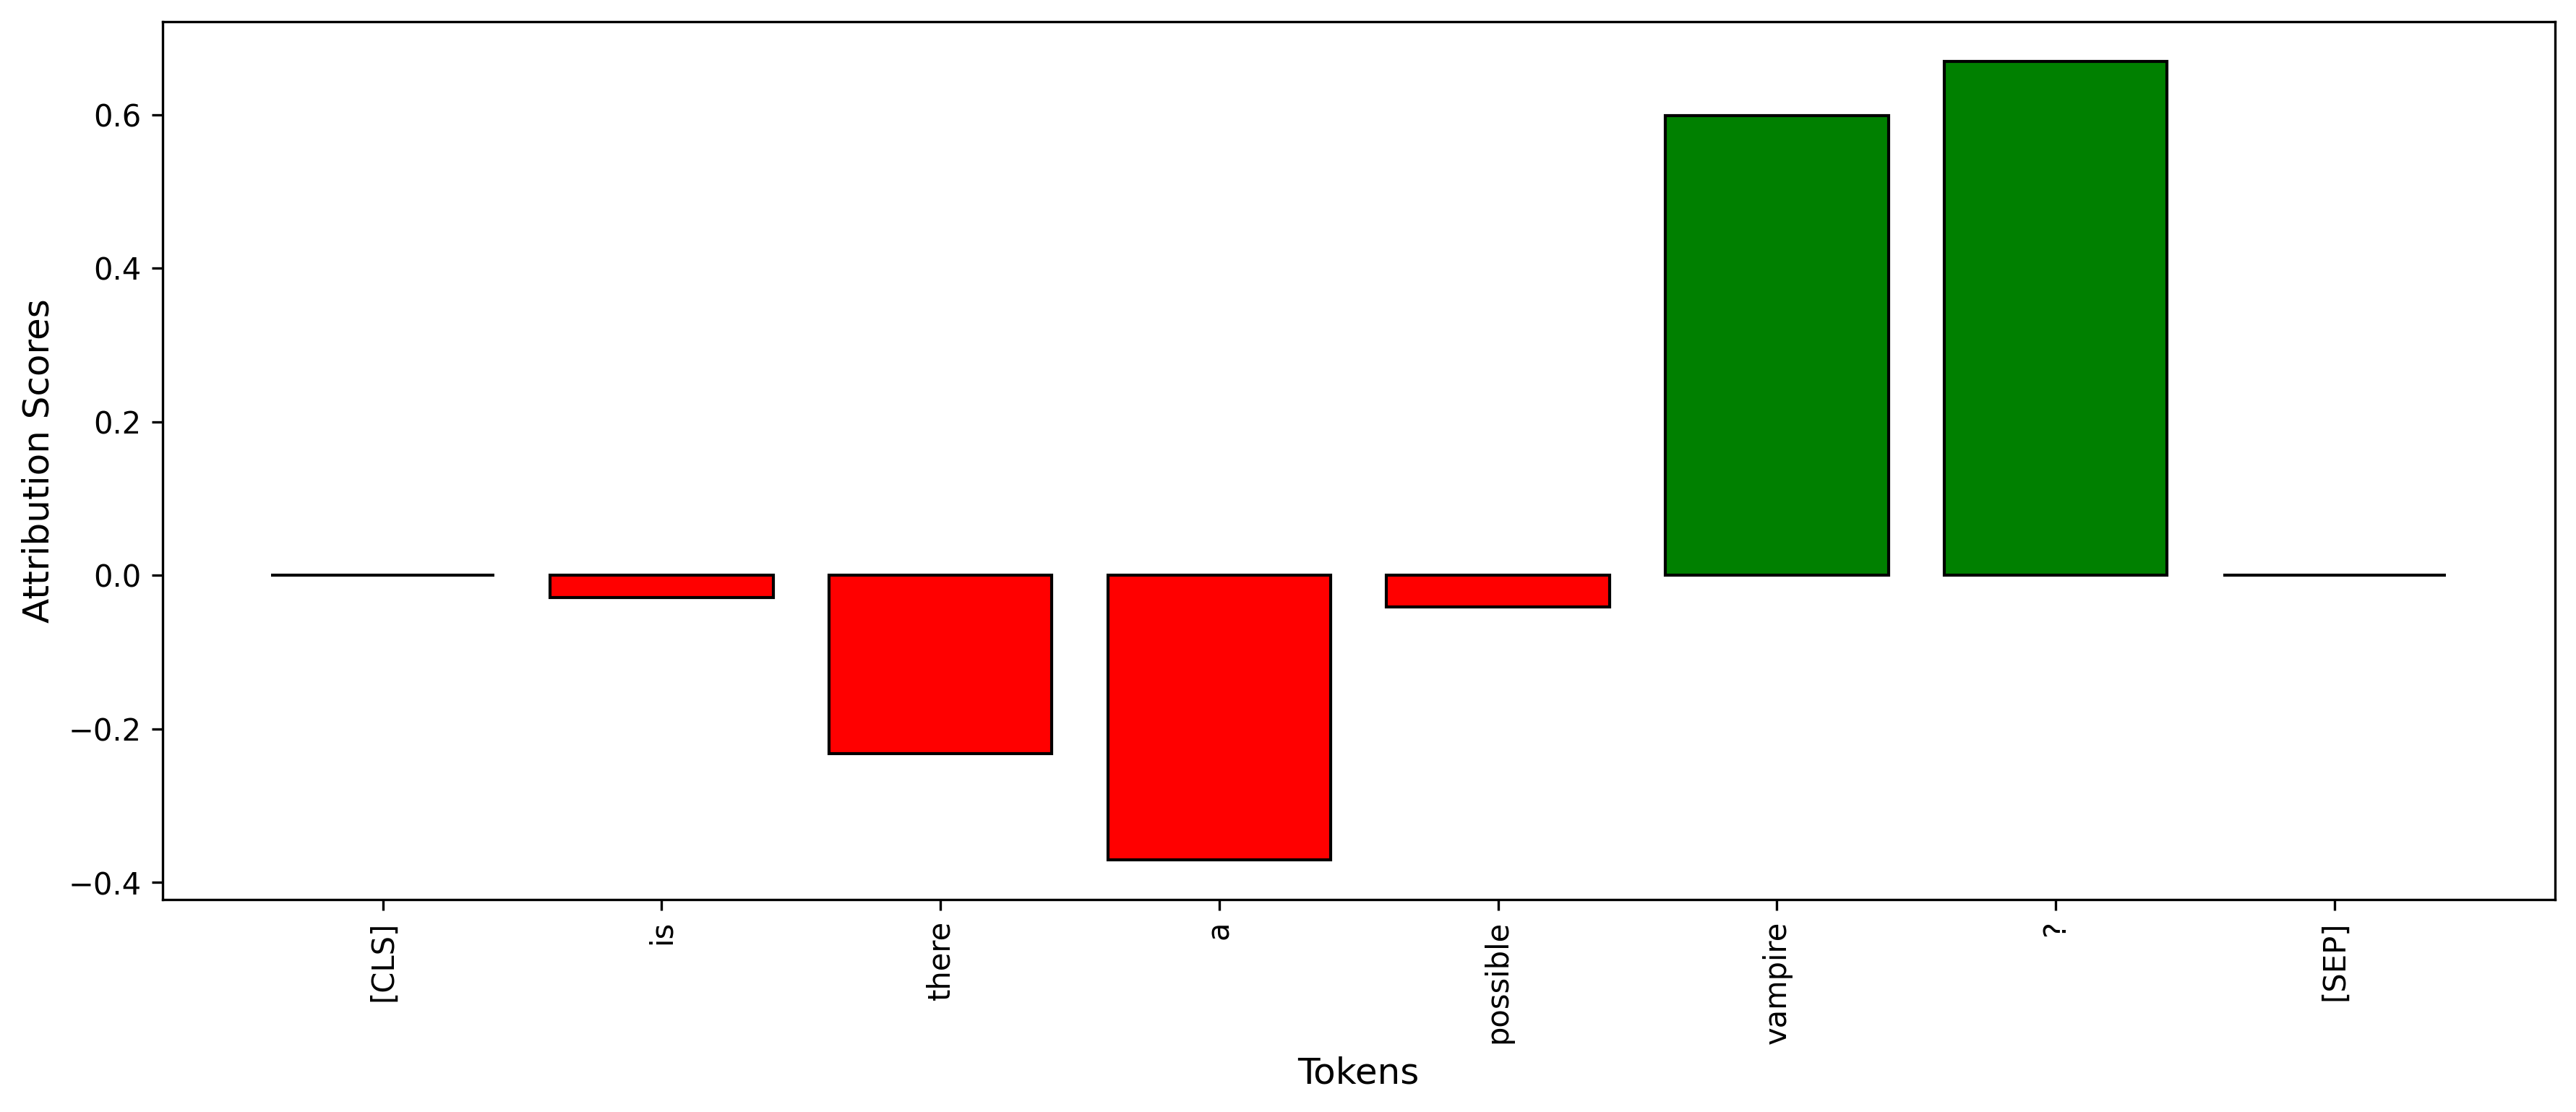 Attribution Scores
0.6
0.4
0.2
0.0
−0.2
−0.4
[CLS]
is
there
a
possible
vampire
?
[SEP]
Tokens